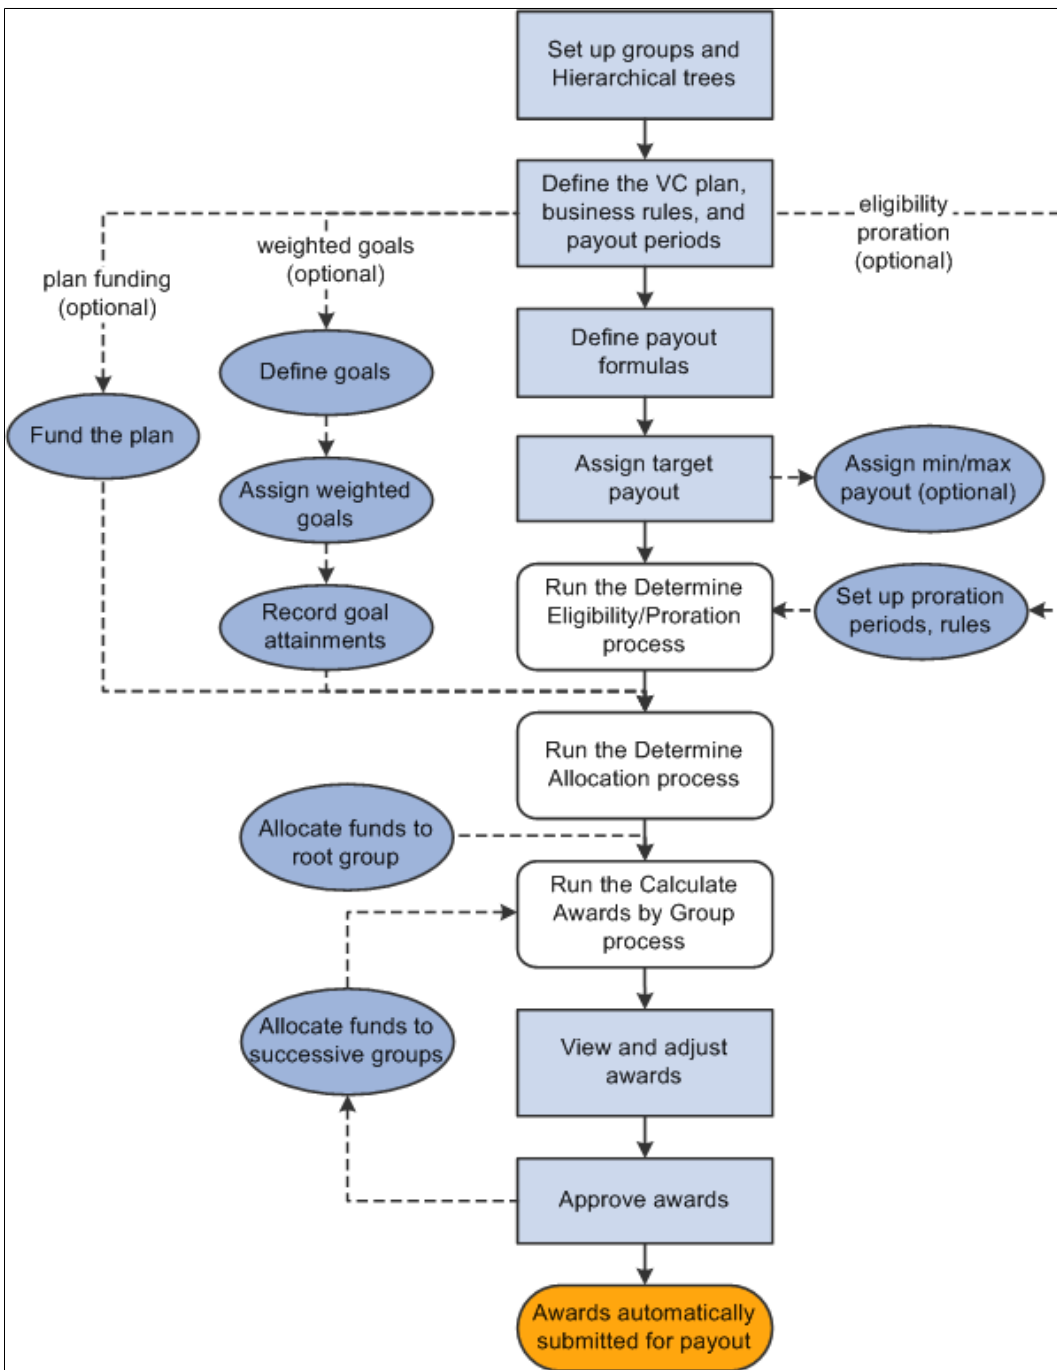 Set up groups and
Hierarchical trees
Define the VC plan,
business rules, and
payout periods
eligibility
proration
(optional)
weighted goals
(optional)
plan funding
(optional)
Define goals
Define payout
formulas
Fund the plan
Assign weighted
goals
Assign target
payout
Assign min/max
payout (optional)
Record goal
attainments
Run the Determine
Eligibility/Proration
process
Set up proration
periods, rules
Run the Determine
Allocation process
Allocate funds to
root group
Run the Calculate
Awards by Group
process
Allocate funds to
successive groups
View and adjust
awards
Approve awards
Awards automatically
submitted for payout